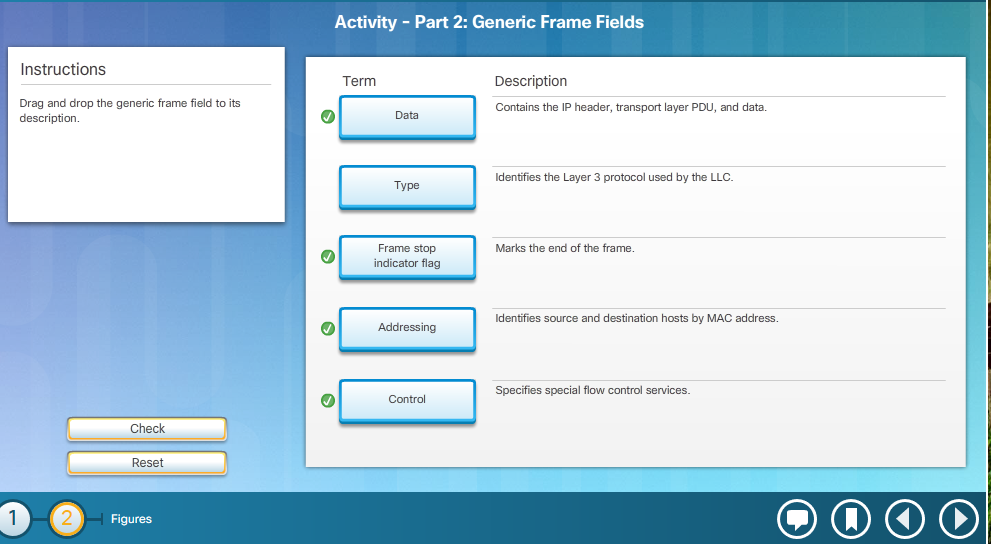 Activity - Part 2: Generic Frame Fields
Instructions
Drag and drop the generic frame field to its
description.
Term
Description
Data
Contains the IP header, transport layer PDU, and data.
Type
Identifies the Layer 3 protocol used by the LLC.
Frame stop
indicator flag
Marks the end of the frame.
Addressing
Identifies source and destination hosts by MAC address.
Control
Specifies special flow control services.
Check
Reset
1
2
Figures